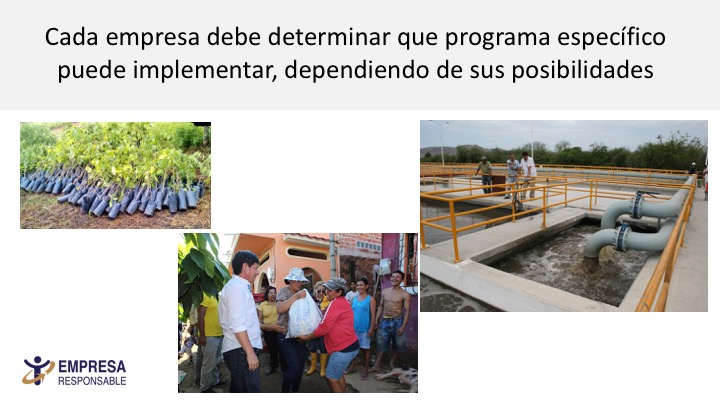 Cada empresa debe determinar que programa específico
puede implementar, dependiendo de sus posibilidades
EMPRESA
RESPONSABLE